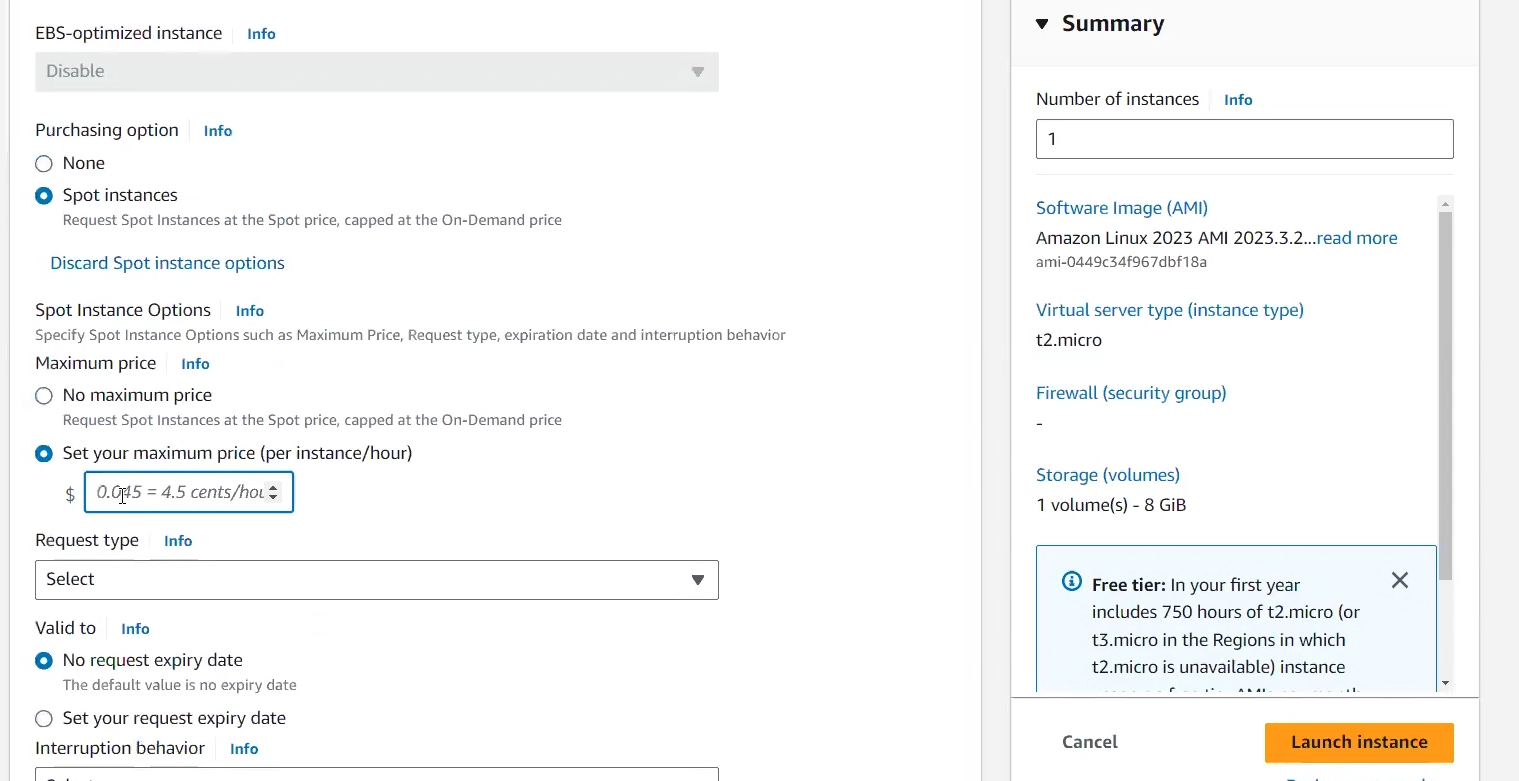 EBS-optimized instance Info
Disable
Purchasing option Info
None
Spot instances
Request Spot Instances at the Spot price, capped at the On-Demand price
Discard Spot instance options
Spot Instance Options Info
Specify Spot Instance Options such as Maximum Price, Request type, expiration date and interruption behavior
Maximum price Info
No maximum price
Request Spot Instances at the Spot price, capped at the On-Demand price
Set your maximum price (per instance/hour)
$ 0.045 = 4.5 cents/hou
Request type Info
Select
Valid to Info
No request expiry date
The default value is no expiry date
Set your request expiry date
Interruption behavior Info
Summary
Number of instances Info
1
Software Image (AMI)
Amazon Linux 2023 AMI 2023.3.2...read more
ami-0449c34f967dbf18a
Virtual server type (instance type)
t2.micro
Firewall (security group)
-
Storage (volumes)
1 volume(s) - 8 GiB
Free tier: In your first year
includes 750 hours of t2.micro (or
t3.micro in the Regions in which
t2.micro is unavailable) instance
Cancel
Launch instance